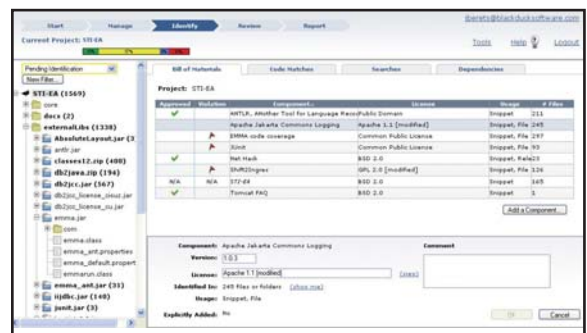 jberets@blackducksoftware.com
Start Manage Identify Review Report
Current Project: STI-EA
Tools Help Logout
Pending Identification
New Filter...
STI-EA (1569)
core
docs (2)
externalLibs (1338)
AbsoluteLayout.jar (3
antlr.jar
classes12.zip (408)
db2java.zip (194)
db2jcc.jar (567)
db2jcc_license_cisuz.jar
db2jcc_license_cu.jar
emma.jar
com
emma.class
emma_ant.properties
emma_default.propert
emmarun.class
emma_ant.jar (31)
iijdbc.jar (140)
junit.jar (3)
Bill of Materials Code Matches Searches Dependencies
Project: STI-EA
Approved Violation Component License Usage # Files
ANTLR, ANother Tool for Language Reco Public Domain Snippet 211
Apache Jakarta Commons Logging Apache 1.1 [modified] Snippet, File 245
EMMA code coverage Common Public License Snippet, File 297
JUnit Common Public License Snippet, File 93
Net Hack BSD 2.0 Snippet, File 23
Shift2Ingres GPL 2.0 [modified] Snippet, File 126
N/A N/A BSD 2.0 Snippet 165
Tomcat FAQ BSD 2.0 Snippet 1
Add a Component...
Component: Apache Jakarta Commons Logging Comment
Version: 1.0.3
License: Apache 1.1 [modified]
Identified In: 245 files or folders (show me)
Usage: Snippet, File
Explicitly Added: No
OK Cancel